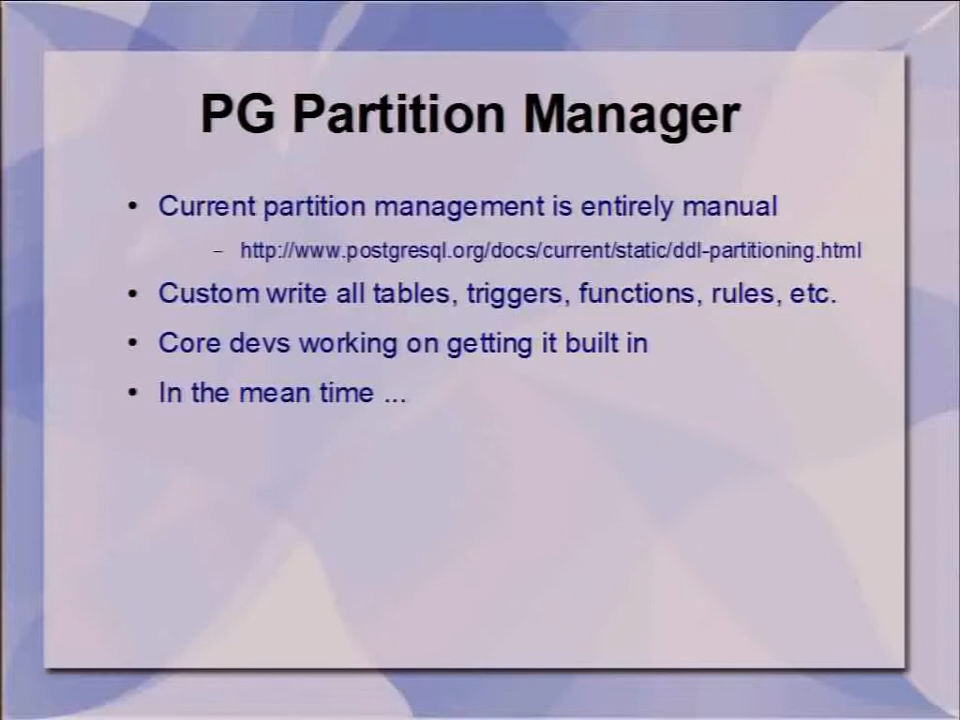 PG Partition Manager
• Current partition management is entirely manual
– http://www.postgresql.org/docs/current/static/ddl-partitioning.html
• Custom write all tables, triggers, functions, rules, etc.
• Core devs working on getting it built in
• In the mean time ...